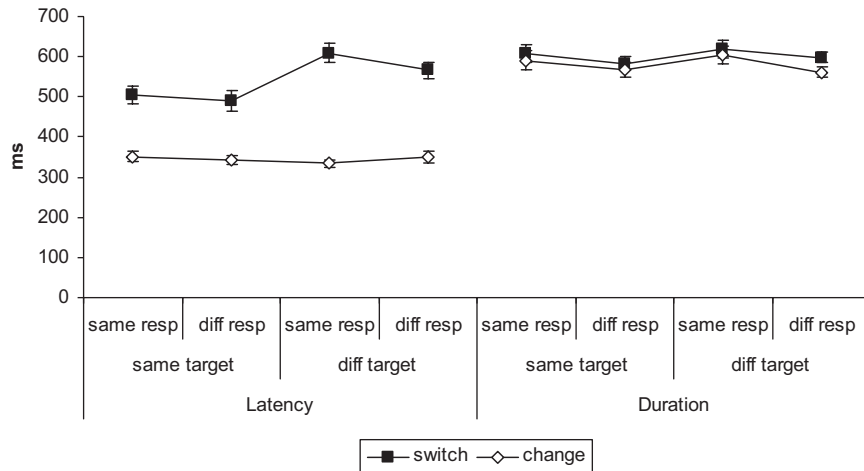 700
600
500
400
300
200
100
0
ms
same resp diff resp same resp diff resp same resp diff resp same resp diff resp
same target diff target same target diff target
Latency Duration
switch change